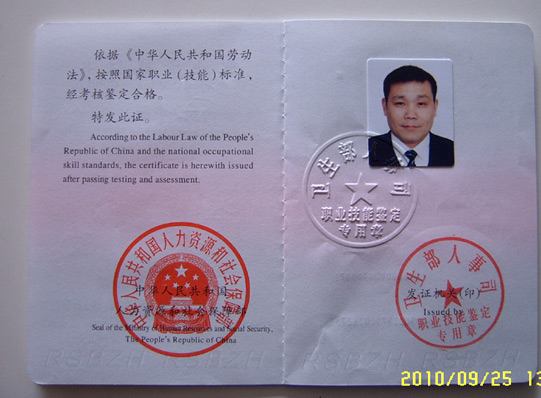 依据《中华人民共和国劳动
法》,按照国家职业(技能)标准,
经考核鉴定合格。
特发此证。
According to the Labour Law of the People's
Republic of China and the national occupational
skill standards, the certificate is herewith issued
after passing testing and assessment.
中华人民共和国人力资源和社会保障部
中华人民共和国
人力资源和社会保障部
Seal of the Ministry of Human Resources and Social Security,
The People's Republic of China
卫生部人事司
职业技能鉴定
专用章
卫生部人事司
发证机关(印)
Issued by
职业技能鉴定
专用章
2010/09/25